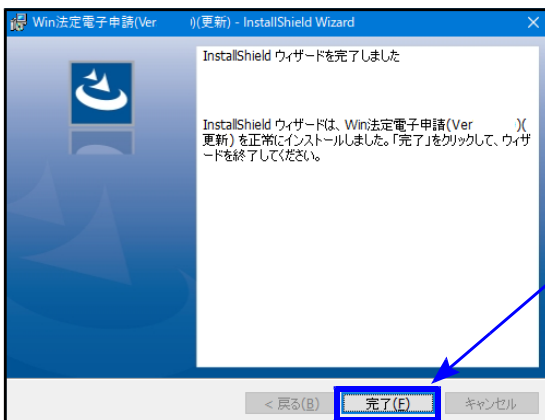 Win法定電子申請(Ver )(更新) - InstallShield Wizard
InstallShield ウィザードを完了しました
InstallShield ウィザードは、Win法定電子申請(Ver )(
更新) を正常にインストールしました。「完了」をクリックして、ウィザ
ードを終了してください。
< 戻る(B)
完了(F)
キャンセル